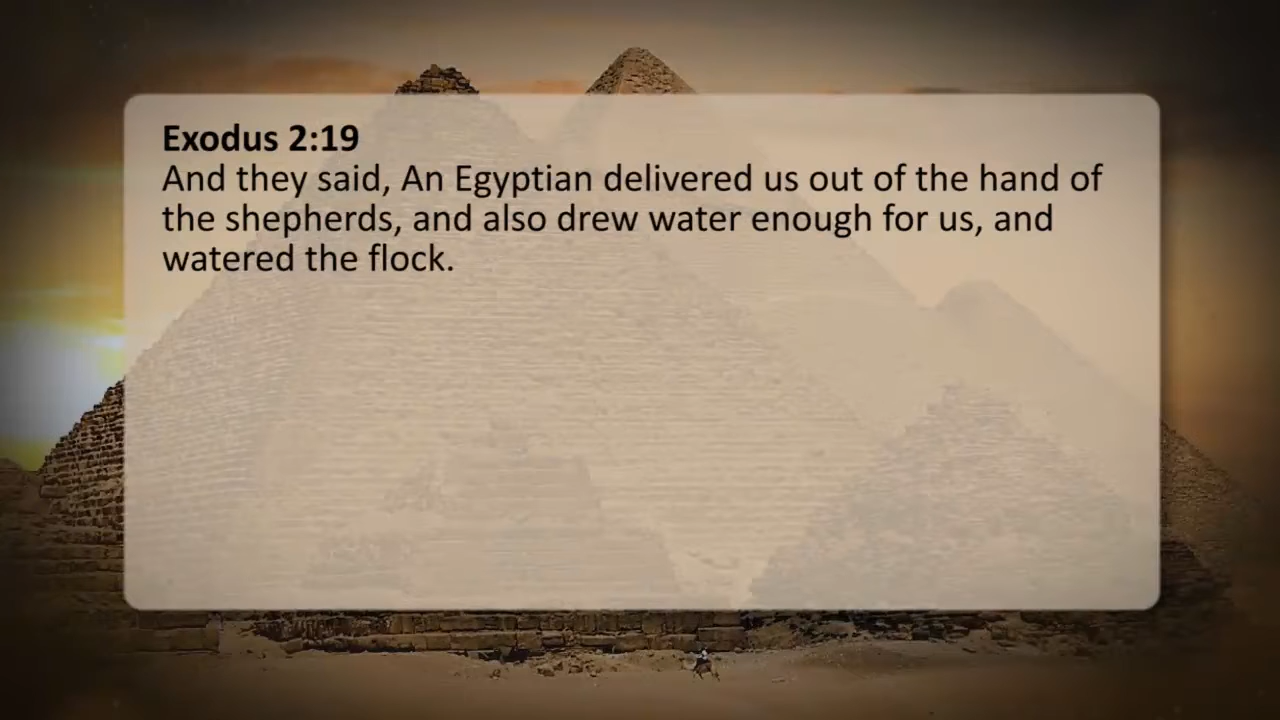 Exodus 2:19
And they said, An Egyptian delivered us out of the hand of
the shepherds, and also drew water enough for us, and
watered the flock.